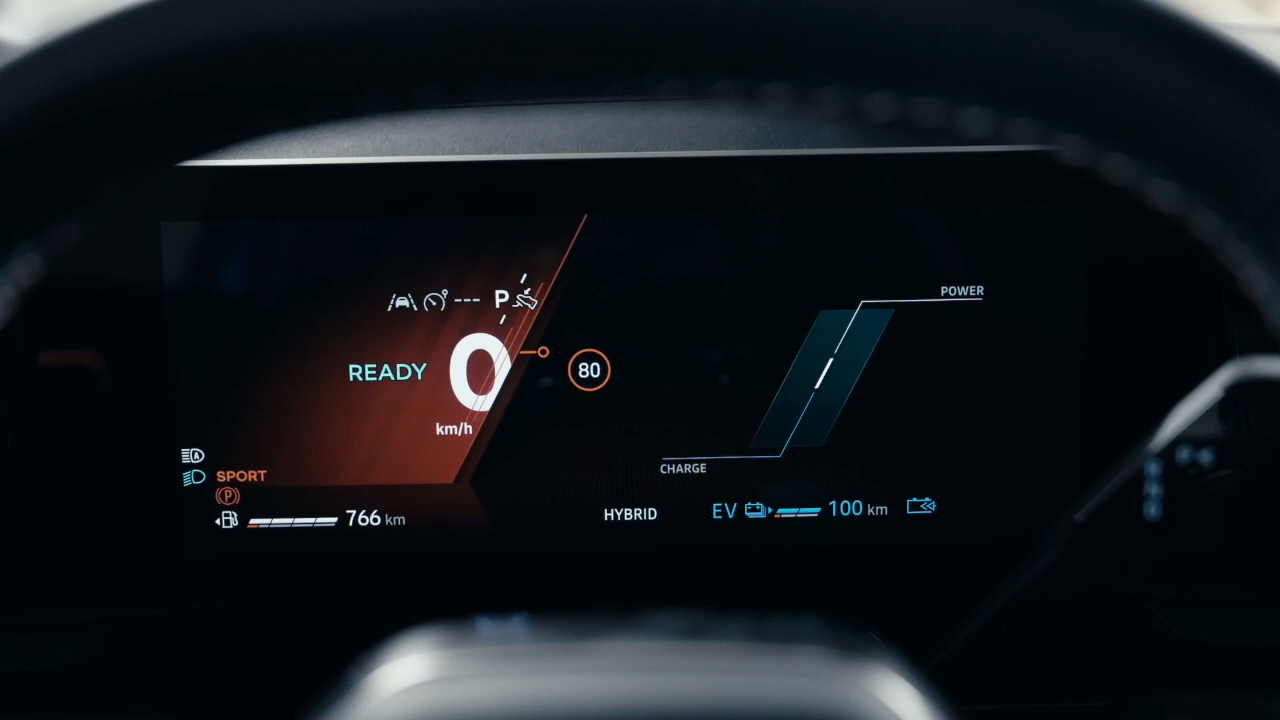 --- P
POWER
READY 0 80
km/h
CHARGE
A
SPORT
P
766 km
HYBRID
EV 100 km